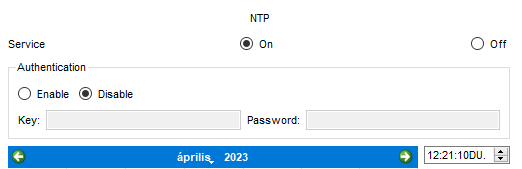 NTP
Service On Off
Authentication
Enable Disable
Key: Password:
április 2023 12:21:10DU.